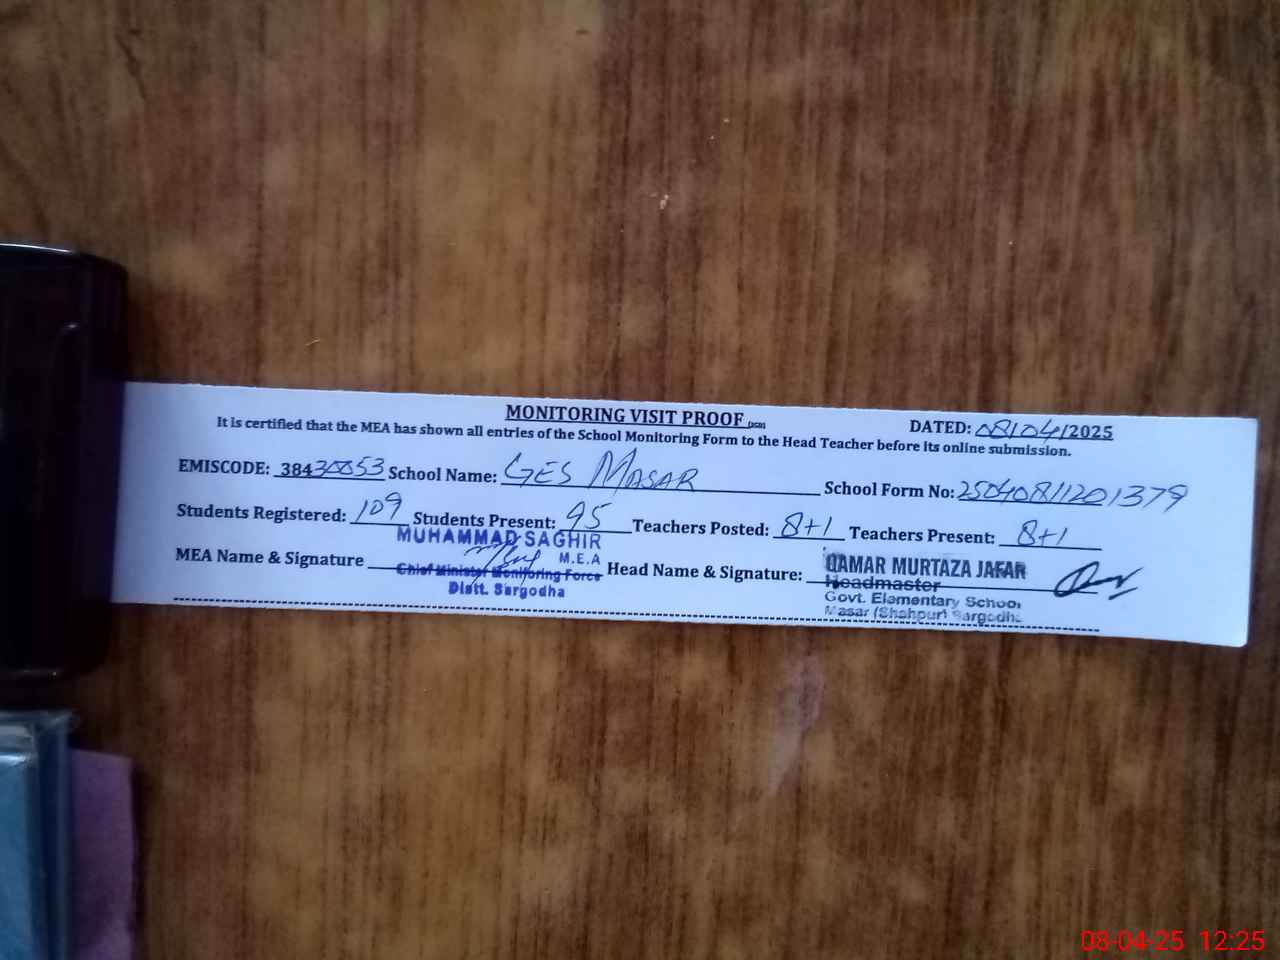 MONITORING VISIT PROOF
DATED: 08/04/2025
It is certified that the MEA has shown all entries of the School Monitoring Form to the Head Teacher before its online submission.
EMISCODE: 38430053 School Name: GES MASAR School Form No: 25040811201379
Students Registered: 109 Students Present: 95 Teachers Posted: 8+1 Teachers Present: 8+1
MEA Name & Signature MUHAMMAD SAGHIR Head Name & Signature: QAMAR MURTAZA JAFAR
M.E.A
Chief Minister Monitoring Force
Distt. Sargodha
Headmaster
Govt. Elementary School
Masar (Shahpur) Sargodha
08-04-25 12:25